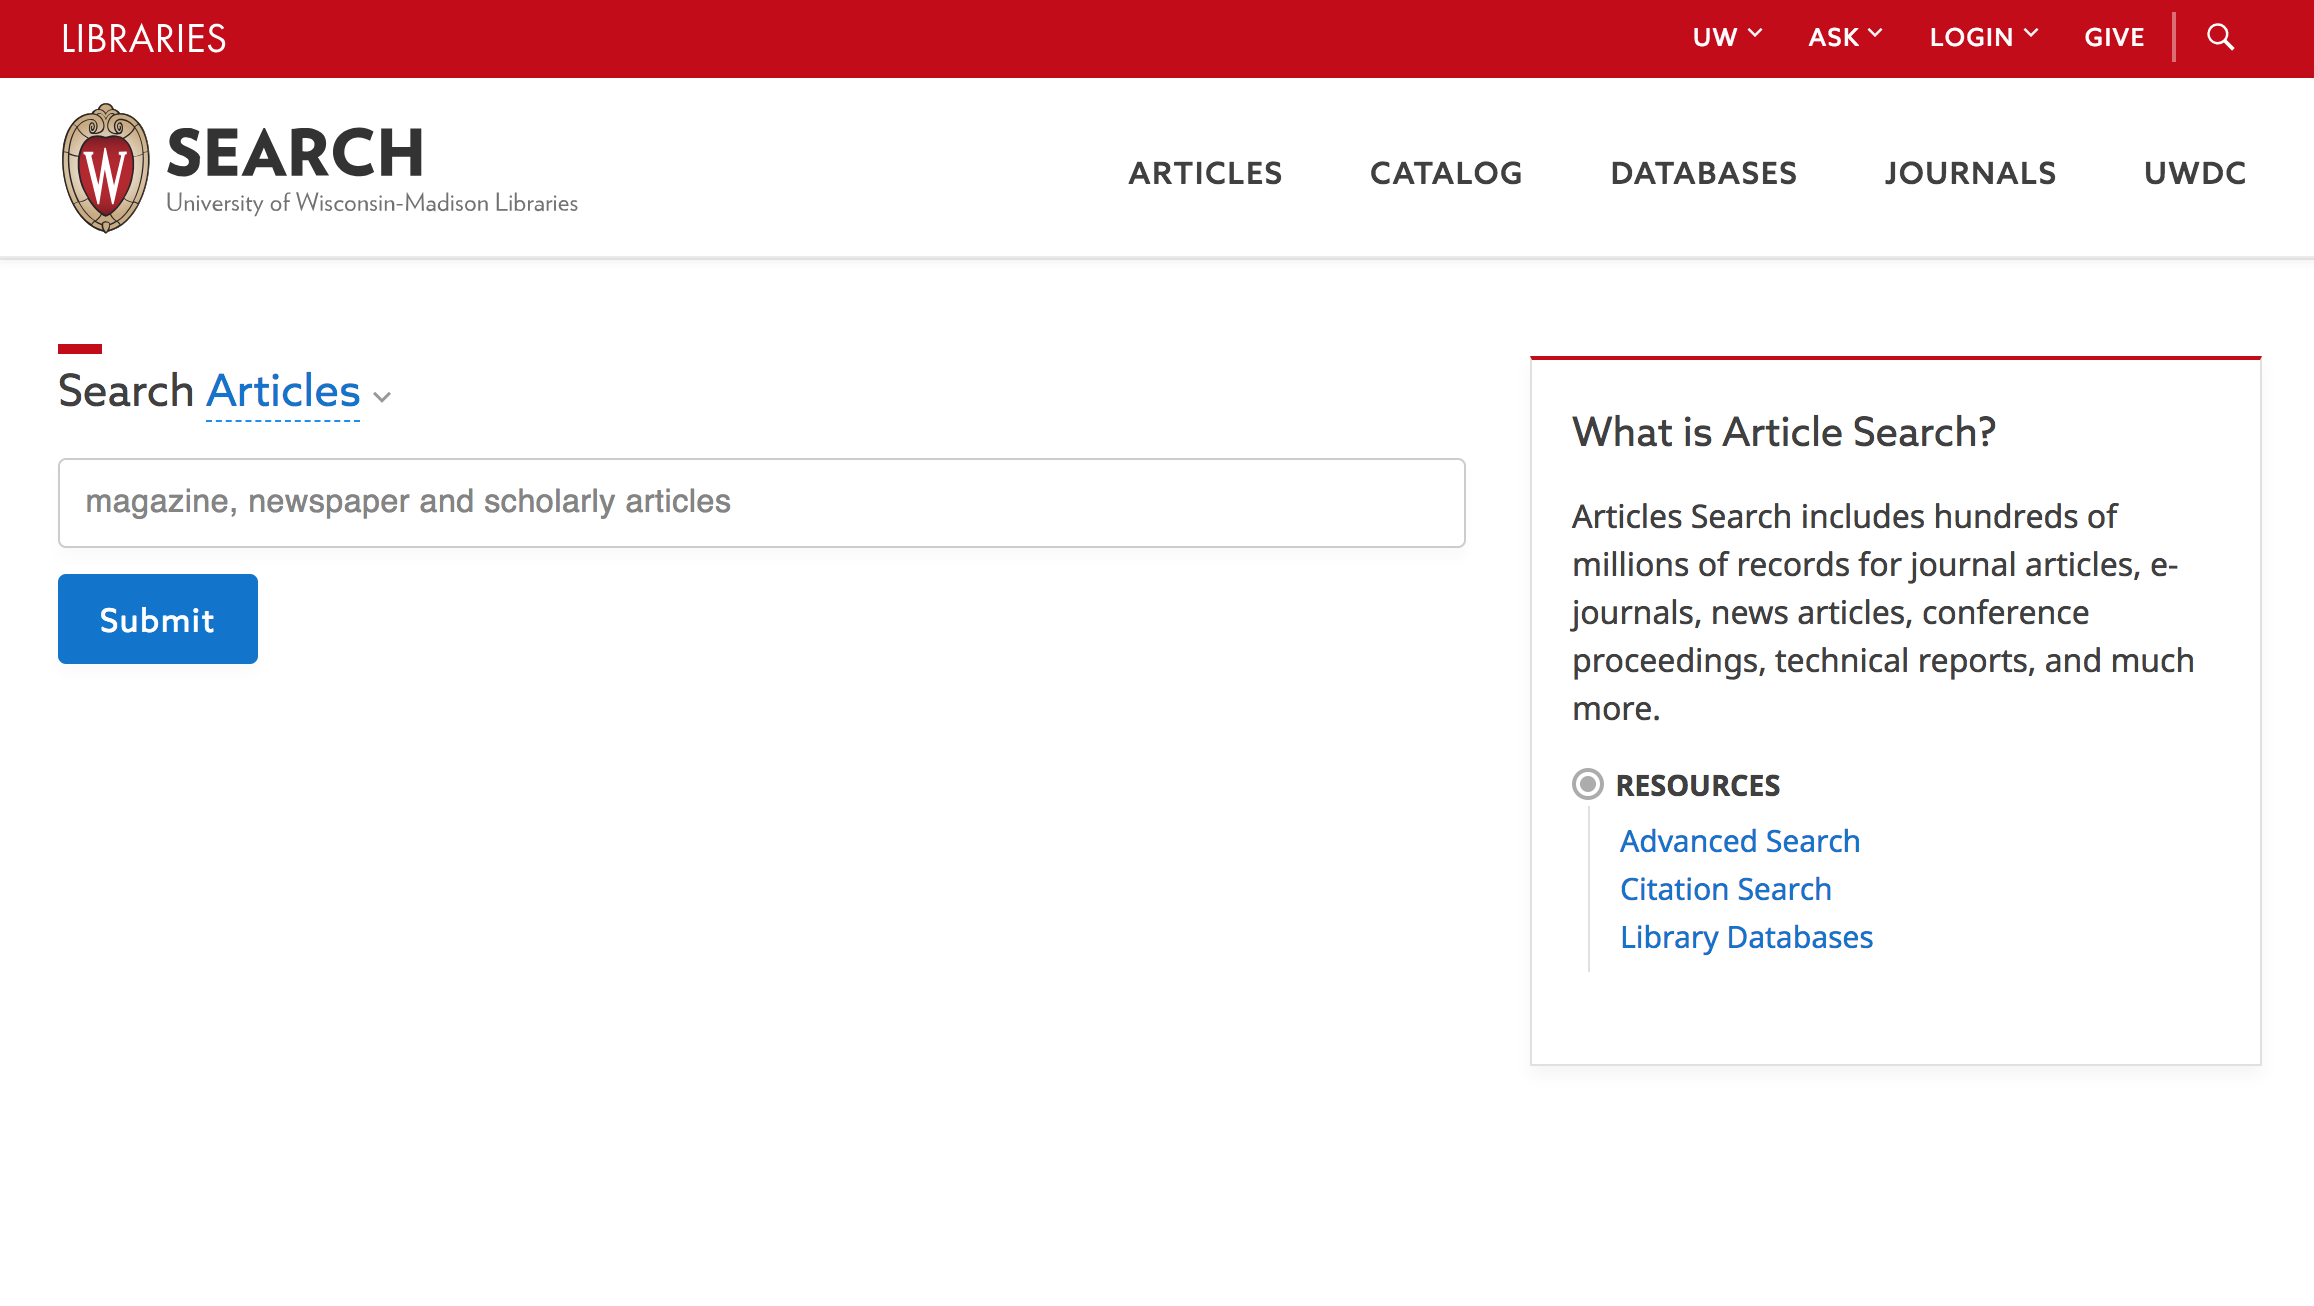 LIBRARIES
UW
ASK
LOGIN
GIVE
W
SEARCH
University of Wisconsin-Madison Libraries
ARTICLES
CATALOG
DATABASES
JOURNALS
UWDC
Search Articles
magazine, newspaper and scholarly articles
Submit
What is Article Search?
Articles Search includes hundreds of
millions of records for journal articles, e-
journals, news articles, conference
proceedings, technical reports, and much
more.
RESOURCES
Advanced Search
Citation Search
Library Databases